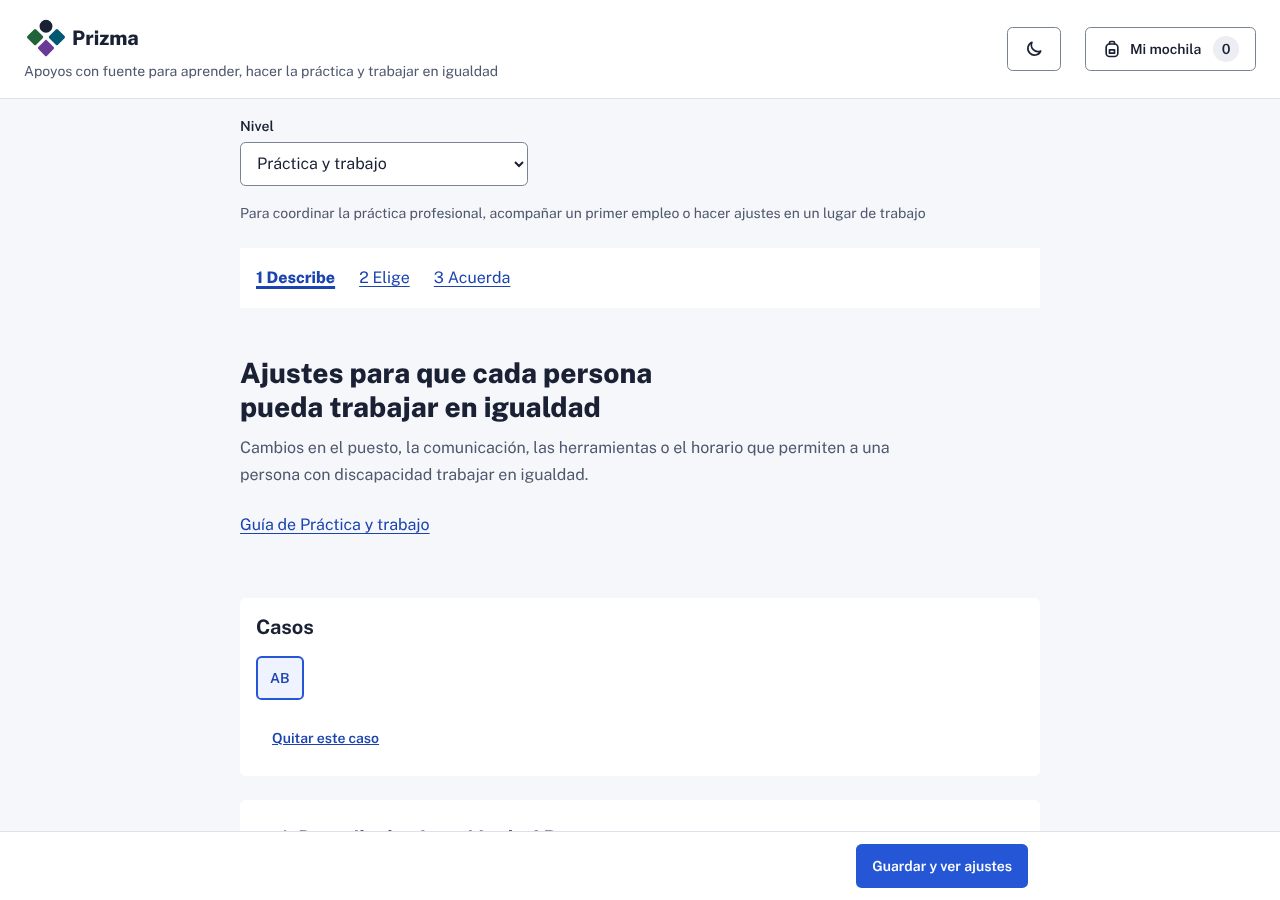 Prizma
Apoyos con fuente para aprender, hacer la práctica y trabajar en igualdad
Mi mochila 0
Nivel
Práctica y trabajo
Para coordinar la práctica profesional, acompañar un primer empleo o hacer ajustes en un lugar de trabajo
1 Describe 2 Elige 3 Acuerda
Ajustes para que cada persona
pueda trabajar en igualdad
Cambios en el puesto, la comunicación, las herramientas o el horario que permiten a una
persona con discapacidad trabajar en igualdad.
Guía de Práctica y trabajo
Casos
AB
Quitar este caso
Guardar y ver ajustes